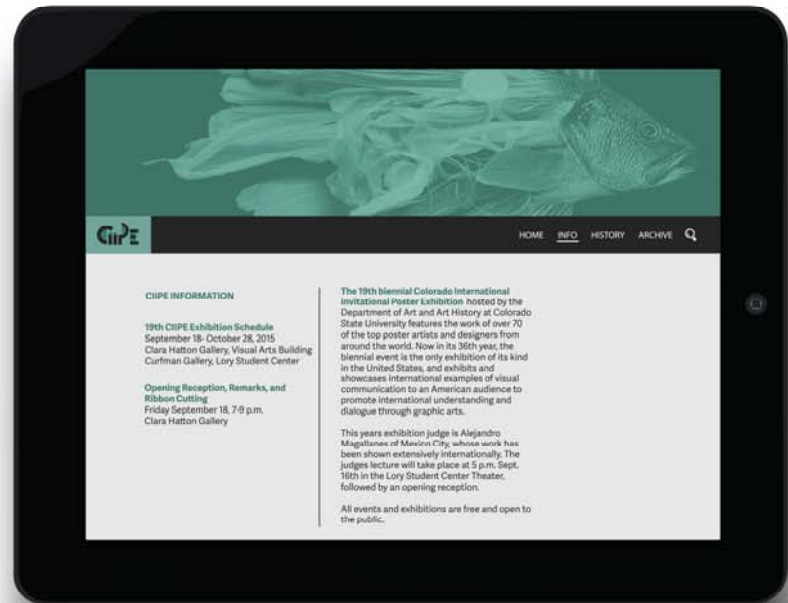 CIIPE
HOME INFO HISTORY ARCHIVE
CIIPE INFORMATION
19th CIIPE Exhibition Schedule
September 18- October 28, 2015
Clara Hatton Gallery, Visual Arts Building
Curfman Gallery, Lory Student Center
Opening Reception, Remarks, and
Ribbon Cutting
Friday September 18, 7-9 p.m.
Clara Hatton Gallery
The 19th biennial Colorado International
Invitational Poster Exhibition hosted by the
Department of Art and Art History at Colorado
State University features the work of over 70
of the top poster artists and designers from
around the world. Now in its 36th year, the
biennial event is the only exhibition of its kind
in the United States, and exhibits and
showcases international examples of visual
communication to an American audience to
promote international understanding and
dialogue through graphic arts.
This years exhibition judge is Alejandro
Magallanes of Mexico City, whose work has
been shown extensively internationally. The
judges lecture will take place at 5 p.m. Sept.
16th in the Lory Student Center Theater,
followed by an opening reception.
All events and exhibitions are free and open to
the public.